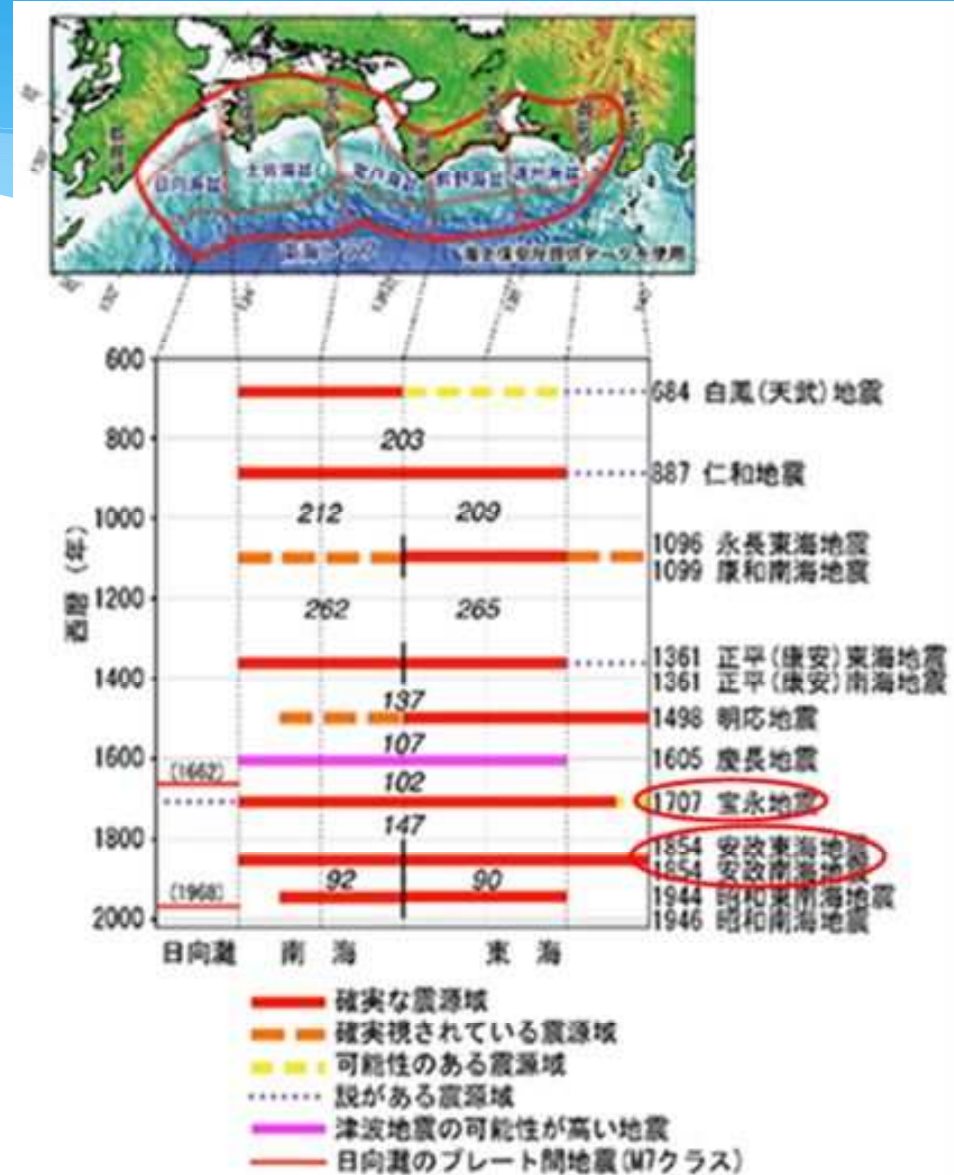 日向海盆
土佐海盆
室戸海盆
熊野海盆
遠州海盆
南海トラフ
海上保安庁提供データを使用
132°
134°
138°
140°
西暦(年)
600
800
1000
1200
1400
1600
1800
2000
684 白鳳(天武)地震
203
887 仁和地震
212 209
1096 永長東海地震
1099 康和南海地震
262 265
1361 正平(康安)東海地震
1361 正平(康安)南海地震
137
1498 明応地震
107
1605 慶長地震
(1662)
102
1707 宝永地震
147
1854 安政東海地震
1854 安政南海地震
(1968)
92 90
1944 昭和東南海地震
1946 昭和南海地震
日向灘 南海 東海
確実な震源域
確実視されている震源域
可能性のある震源域
説がある震源域
津波地震の可能性が高い地震
日向灘のプレート間地震(M7クラス)